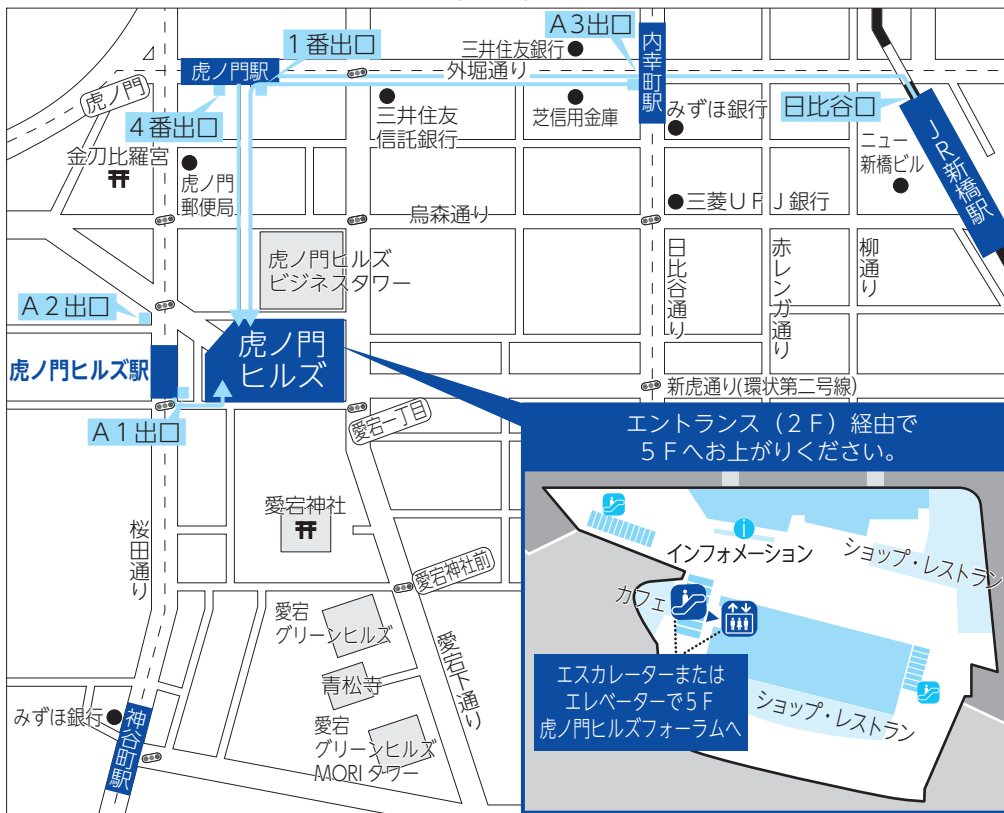 1番出口
A3出口
三井住友銀行
外堀通り
内幸町駅
虎ノ門駅
虎ノ門
4番出口
三井住友
信託銀行
芝信用金庫
みずほ銀行
日比谷口
JR新橋駅
ニュー
新橋ビル
金刀比羅宮
虎ノ門
郵便局
烏森通り
三菱UFJ銀行
虎ノ門ヒルズ
ビジネスタワー
日比谷通り
赤レンガ通り
柳通り
A2出口
虎ノ門ヒルズ駅
虎ノ門
ヒルズ
新虎通り(環状第二号線)
A1出口
愛宕一丁目
エントランス(2F)経由で
5Fへお上がりください。
愛宕神社
桜田通り
インフォメーション
ショップ・レストラン
愛宕神社前
カフェ
愛宕
グリーンヒルズ
愛宕下通り
エスカレーターまたは
エレベーターで5F
虎ノ門ヒルズフォーラムへ
ショップ・レストラン
青松寺
みずほ銀行
神谷町駅
愛宕
グリーンヒルズ
MORIタワー